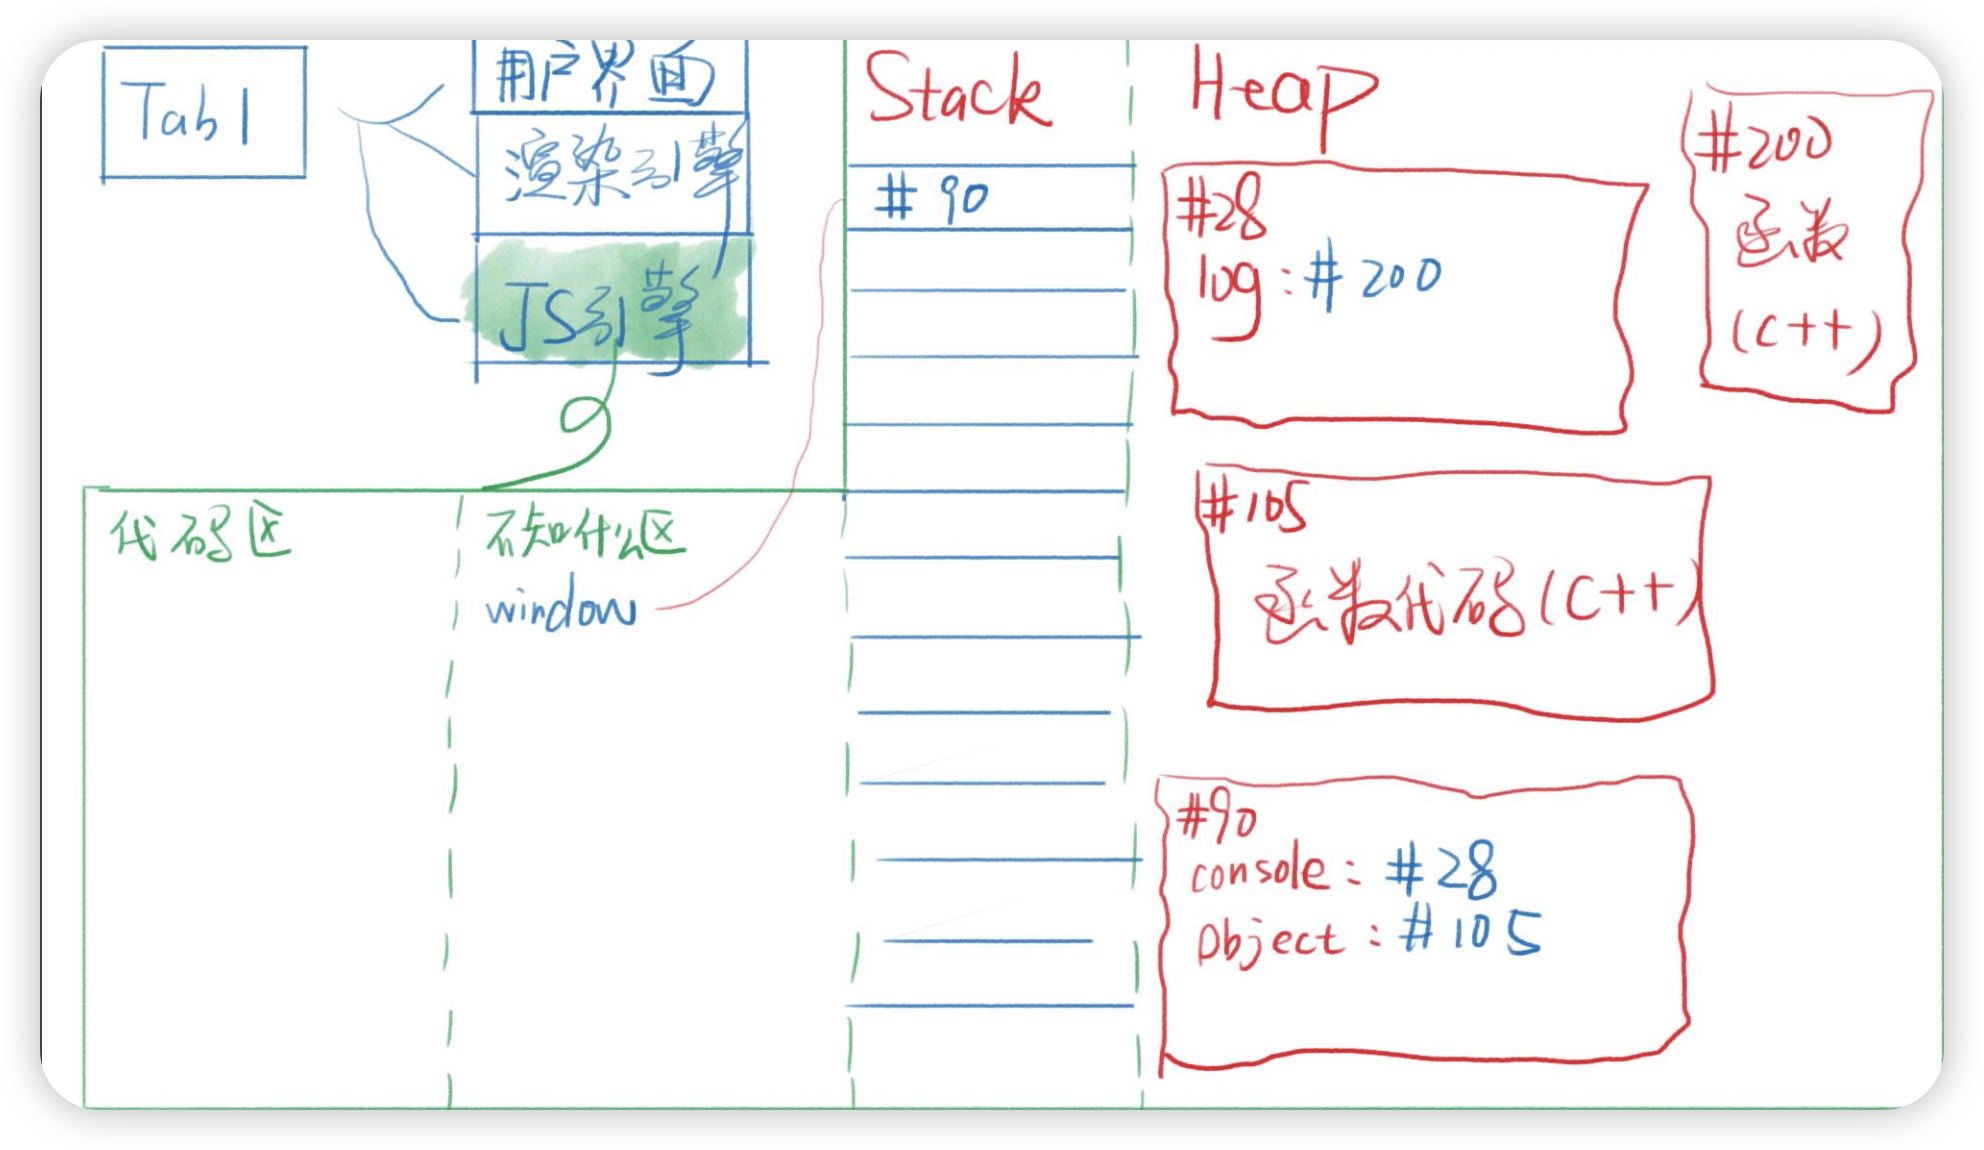 Tab1
用户界面
渲染引擎
JS引擎
代码区
不知什么区
window
Stack
#90
Heap
#28
log:#200
#200
函数
(C++)
#105
函数代码(C++)
#90
console:#28
Object:#105